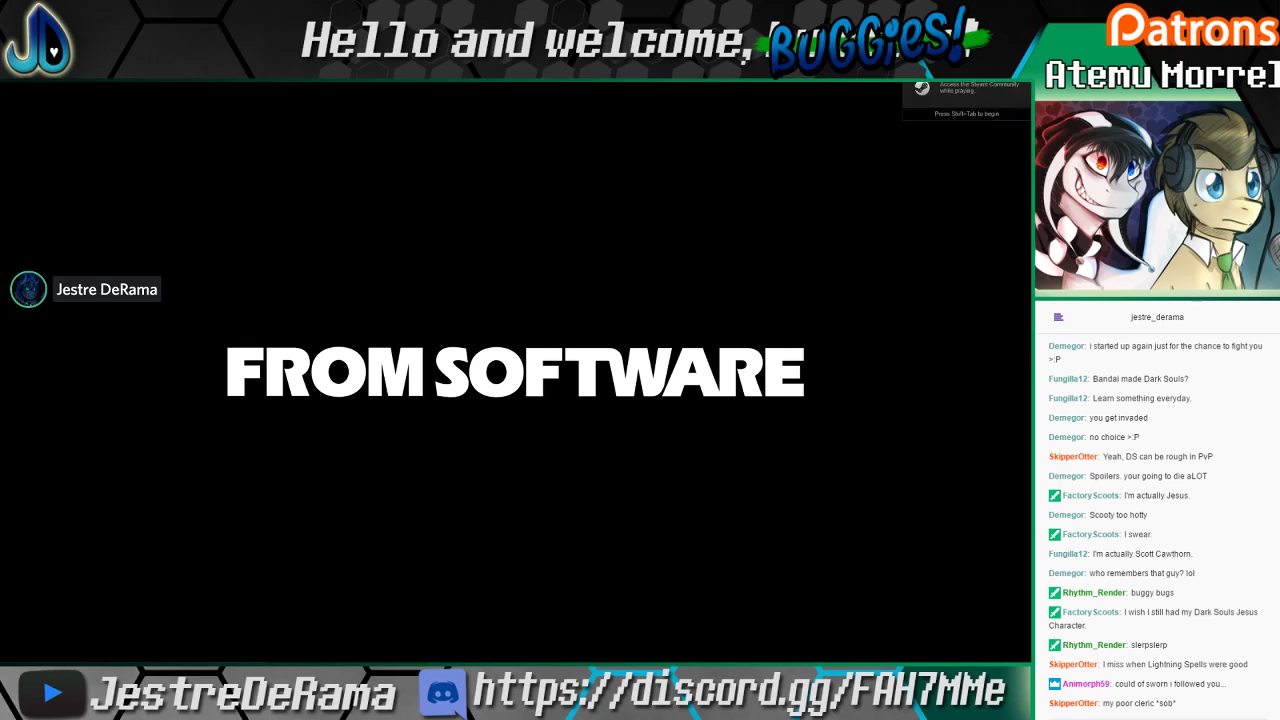 Hello and welcome,
BUGGIES!
Patrons
Atemu Morrel
Access the Steam Community
while playing.
Press Shift+Tab to begin
Jestre DeRama
FROM SOFTWARE
jestre_derama
Demegor: i started up again just for the chance to fight you
>:P
Fungilla12: Bandai made Dark Souls?
Fungilla12: Learn something everyday.
Demegor: you get invaded
Demegor: no choice >:P
SkipperOtter: Yeah, DS can be rough in PvP
Demegor: Spoilers. your going to die aLOT
FactoryScoots: I'm actually Jesus.
Demegor: Scooty too hotty
FactoryScoots: I swear.
Fungilla12: I'm actually Scott Cawthorn.
Demegor: who remembers that guy? lol
Rhythm_Render: buggy bugs
FactoryScoots: I wish I still had my Dark Souls Jesus
Character.
Rhythm_Render: slerpslerp
SkipperOtter: I miss when Lightning Spells were good
Animorph59: could of sworn i followed you...
SkipperOtter: my poor cleric *sob*
JestreDeRama
https://discord.gg/FAH7MMe